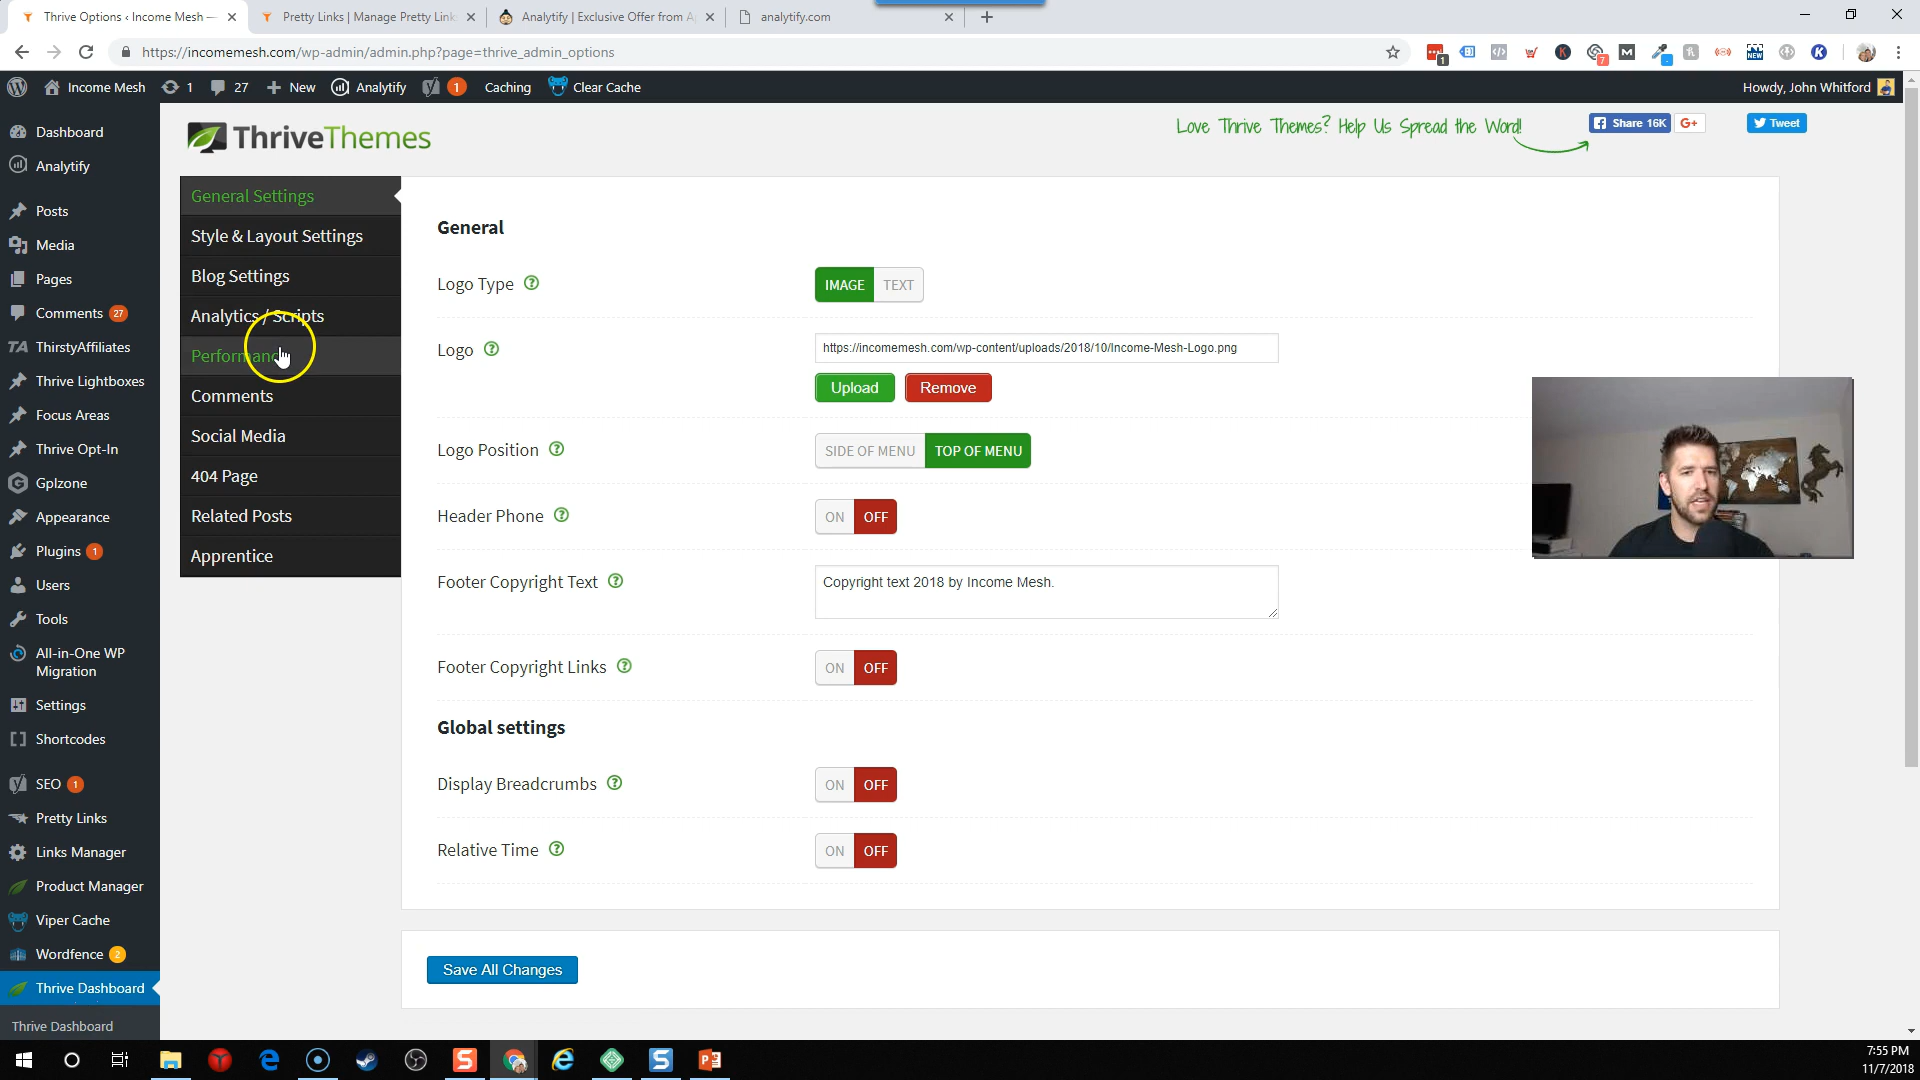 Thrive Options ‹ Income Mesh —
Pretty Links | Manage Pretty Link
Analytify | Exclusive Offer from A
analytify.com
https://incomemesh.com/wp-admin/admin.php?page=thrive_admin_options
Income Mesh
1
27
New
Analytify
1
Caching
Clear Cache
Howdy, John Whitford
Dashboard
Analytify
Posts
Media
Pages
Comments 27
TA ThirstyAffiliates
Thrive Lightboxes
Focus Areas
Thrive Opt-In
Gplzone
Appearance
Plugins 1
Users
Tools
All-in-One WP
Migration
Settings
Shortcodes
SEO 1
Pretty Links
Links Manager
Product Manager
Viper Cache
Wordfence 2
Thrive Dashboard
Thrive Dashboard
ThriveThemes
Love Thrive Themes? Help Us Spread the Word!
Share 16K
G+
Tweet
General Settings
Style & Layout Settings
Blog Settings
Analytics / Scripts
Performanc
Comments
Social Media
404 Page
Related Posts
Apprentice
General
Logo Type
IMAGE TEXT
Logo
https://incomemesh.com/wp-content/uploads/2018/10/Income-Mesh-Logo.png
Upload Remove
Logo Position
SIDE OF MENU TOP OF MENU
Header Phone
ON OFF
Footer Copyright Text
Copyright text 2018 by Income Mesh.
Footer Copyright Links
ON OFF
Global settings
Display Breadcrumbs
ON OFF
Relative Time
ON OFF
Save All Changes
7:55 PM
11/7/2018